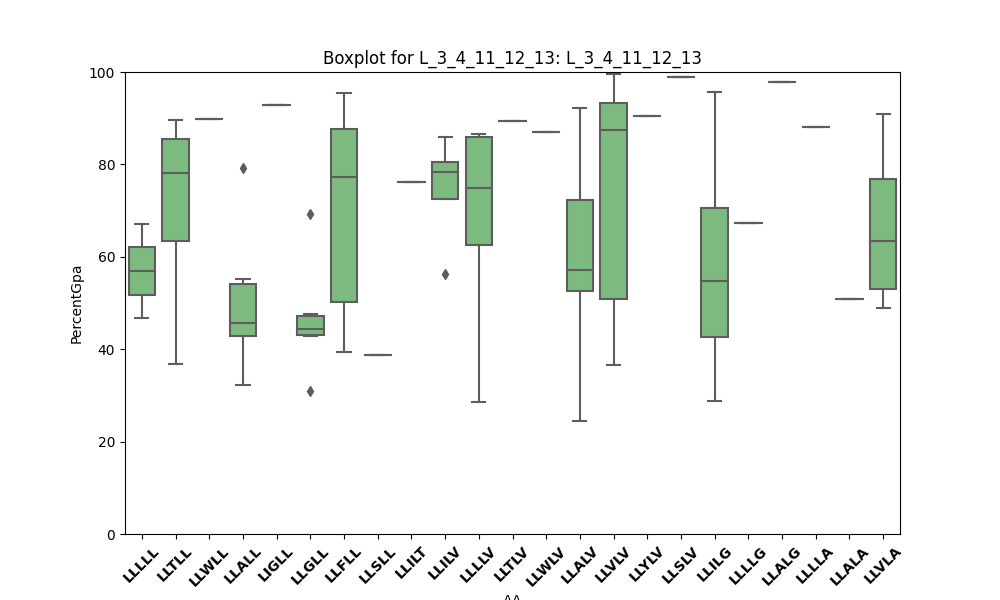 Boxplot for L_3_4_11_12_13: L_3_4_11_12_13
100
80
60
40
20
0
PercentGpa
LLLLL LLTLL LLWLL LLALL LIGLL LLGLL LLFLL LLSLL LLILT LLILV LLLLV LLTLV LLWLV LLALV LLVLV LLYLV LLSLV LLILG LLLLG LLALG LLLLA LLALA LLVLA
AA